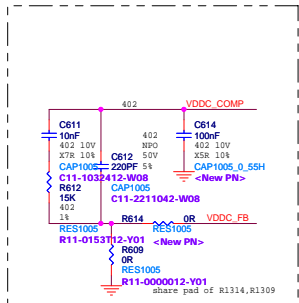 402 VDDC_COMP
C611
10nF
402 10V
X7R 10%
CAP1005
C11-1032412-W08
402
NPO
50V
5%
C612
220PF
CAP1005
C11-2211042-W08
C614
100nF
402 10V
X5R 10%
CAP1005_0_55H
<New PN>
R612
15K
402
1%
RES1005
R11-0153T12-Y01
R614 0R VDDC_FB
RES1005
<New PN>
R609
0R
RES1005
R11-0000012-Y01
share pad of R1314,R1309